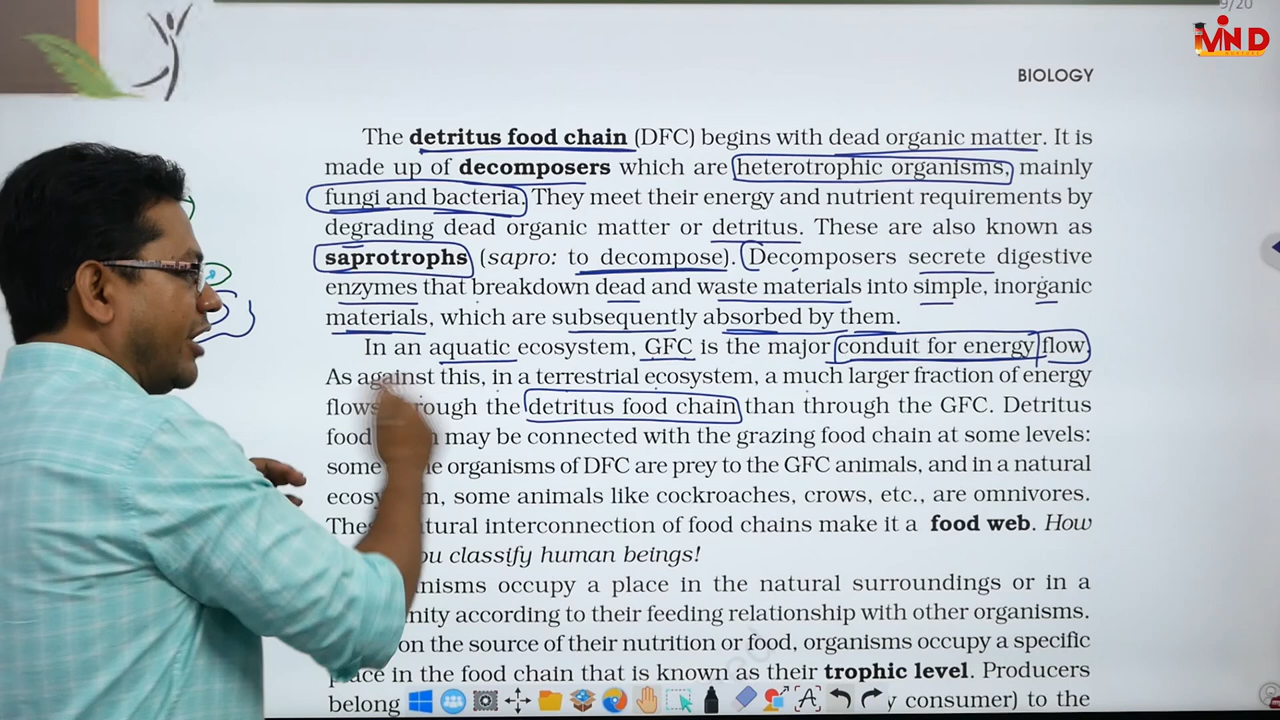 9/20
MIND
BIOLOGY
The detritus food chain (DFC) begins with dead organic matter. It is
made up of decomposers which are heterotrophic organisms, mainly
fungi and bacteria. They meet their energy and nutrient requirements by
degrading dead organic matter or detritus. These are also known as
saprotrophs (sapro: to decompose). Decomposers secrete digestive
enzymes that breakdown dead and waste materials into simple, inorganic
materials, which are subsequently absorbed by them.
In an aquatic ecosystem, GFC is the major conduit for energy flow.
As against this, in a terrestrial ecosystem, a much larger fraction of energy
flows through the detritus food chain than through the GFC. Detritus
food may be connected with the grazing food chain at some levels:
some organisms of DFC are prey to the GFC animals, and in a natural
some animals like cockroaches, crows, etc., are omnivores.
interconnection of food chains make it a food web. How
classify human beings!
occupy a place in the natural surroundings or in a
according to their feeding relationship with other organisms.
on the source of their nutrition or food, organisms occupy a specific
place in the food chain that is known as their trophic level. Producers
belong consumer) to the